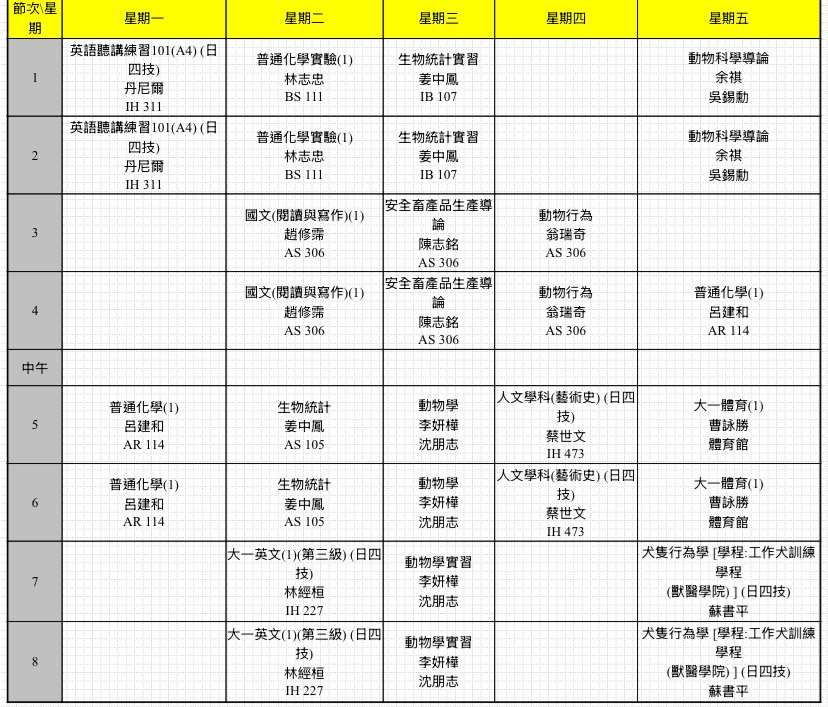 節次\星期
星期一
星期二
星期三
星期四
星期五
1
英語聽講練習101(A4) (日
四技)
丹尼爾
IH 311
普通化學實驗(1)
林志忠
BS 111
生物統計實習
姜中鳳
IB 107
動物科學導論
余祺
吳錫勳
2
英語聽講練習101(A4) (日
四技)
丹尼爾
IH 311
普通化學實驗(1)
林志忠
BS 111
生物統計實習
姜中鳳
IB 107
動物科學導論
余祺
吳錫勳
3
國文(閱讀與寫作)(1)
趙修霈
AS 306
安全畜產品生產導
論
陳志銘
AS 306
動物行為
翁瑞奇
AS 306
4
國文(閱讀與寫作)(1)
趙修霈
AS 306
安全畜產品生產導
論
陳志銘
AS 306
動物行為
翁瑞奇
AS 306
普通化學(1)
呂建和
AR 114
中午
5
普通化學(1)
呂建和
AR 114
生物統計
姜中鳳
AS 105
動物學
李妍樺
沈朋志
人文學科(藝術史) (日四
技)
蔡世文
IH 473
大一體育(1)
曹詠勝
體育館
6
普通化學(1)
呂建和
AR 114
生物統計
姜中鳳
AS 105
動物學
李妍樺
沈朋志
人文學科(藝術史) (日四
技)
蔡世文
IH 473
大一體育(1)
曹詠勝
體育館
7
大一英文(1)(第三級) (日四
技)
林經桓
IH 227
動物學實習
李妍樺
沈朋志
犬隻行為學 [學程:工作犬訓練
學程
(獸醫學院) ] (日四技)
蘇書平
8
大一英文(1)(第三級) (日四
技)
林經桓
IH 227
動物學實習
李妍樺
沈朋志
犬隻行為學 [學程:工作犬訓練
學程
(獸醫學院) ] (日四技)
蘇書平